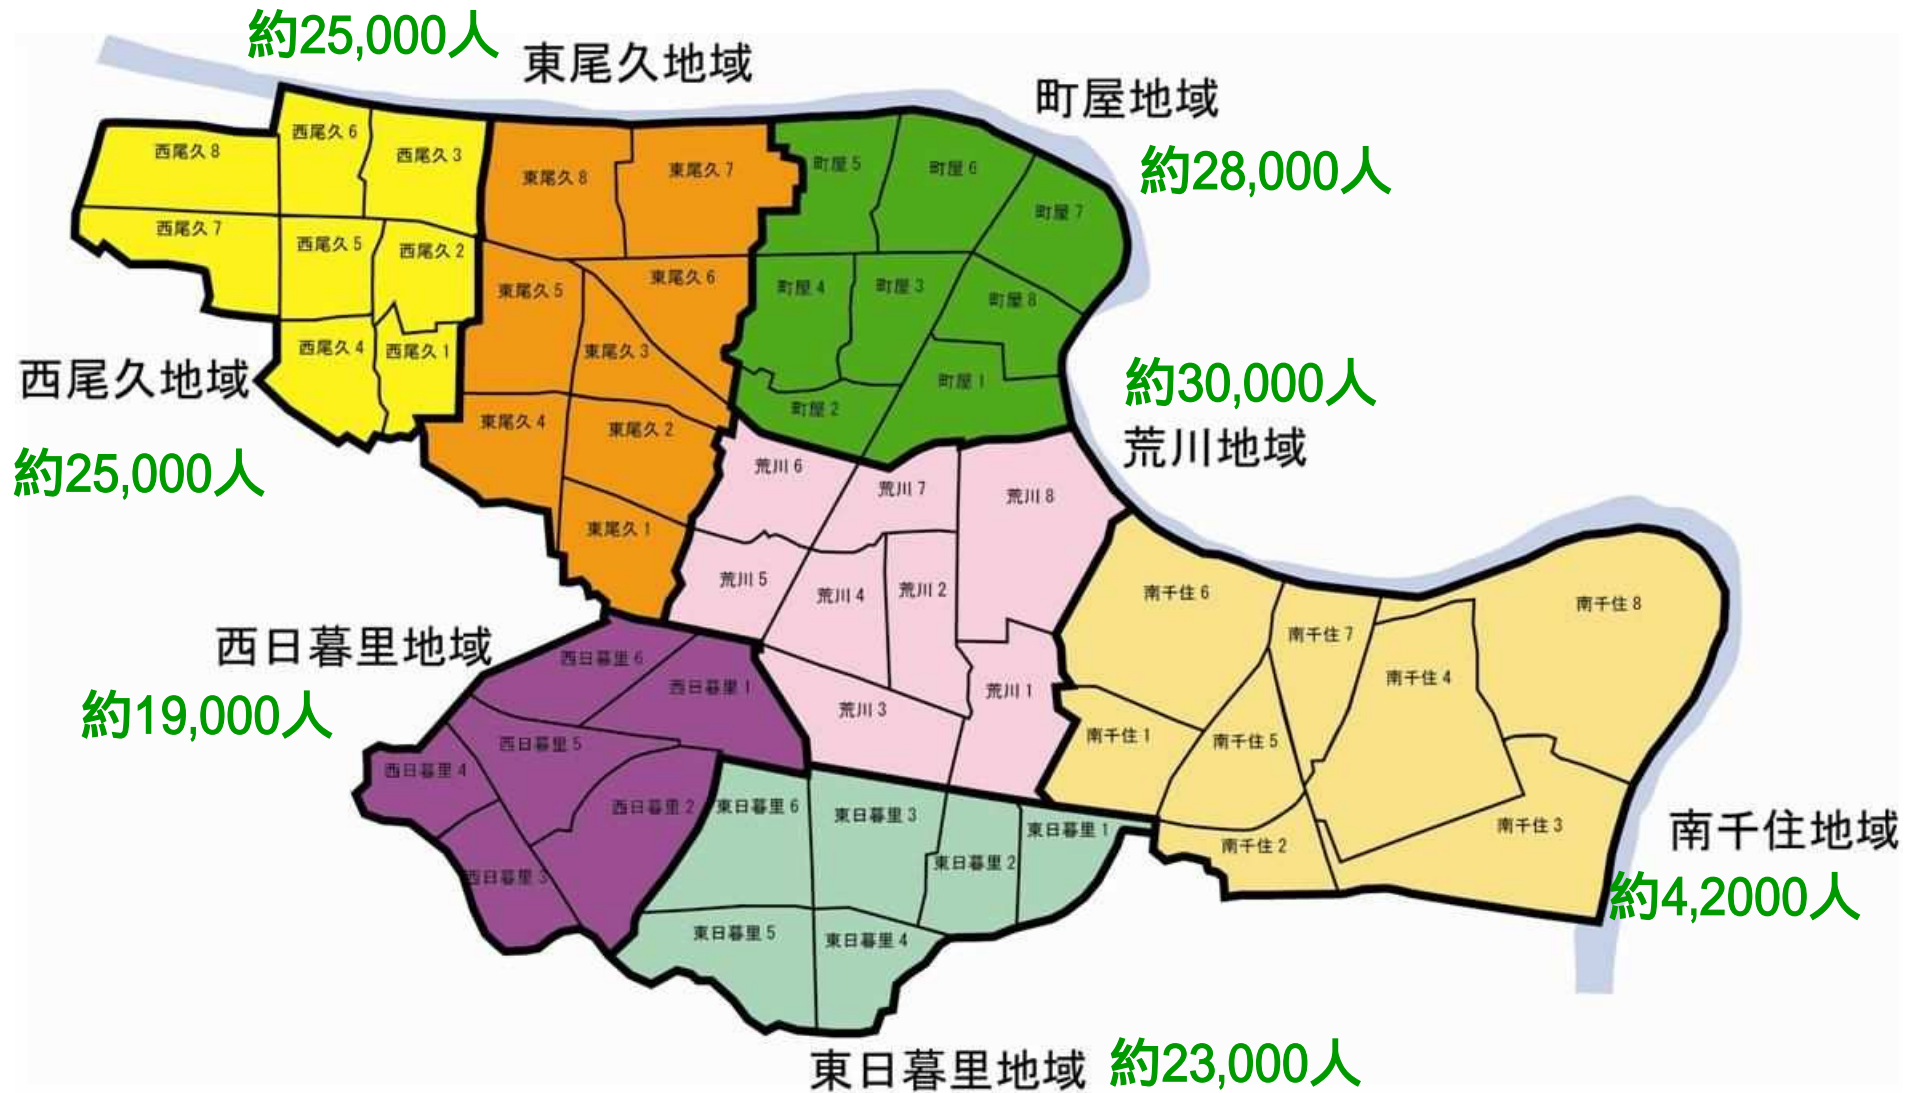 約25,000人
東尾久地域
町屋地域
約28,000人
西尾久6
西尾久3
西尾久8
西尾久7
西尾久5
西尾久2
西尾久4
西尾久1
東尾久8
東尾久7
東尾久5
東尾久6
東尾久3
東尾久4
東尾久2
東尾久1
町屋5
町屋6
町屋7
町屋4
町屋3
町屋8
町屋1
町屋2
西尾久地域
約25,000人
約30,000人
荒川地域
荒川6
荒川7
荒川8
荒川5
荒川4
荒川2
荒川3
荒川1
南千住6
南千住7
南千住8
南千住4
南千住1
南千住5
南千住3
南千住2
西日暮里地域
約19,000人
西日暮里6
西日暮里1
西日暮里5
西日暮里4
西日暮里2
西日暮里3
東日暮里6
東日暮里3
東日暮里1
東日暮里2
東日暮里5
東日暮里4
南千住地域
約4,2000人
東日暮里地域
約23,000人